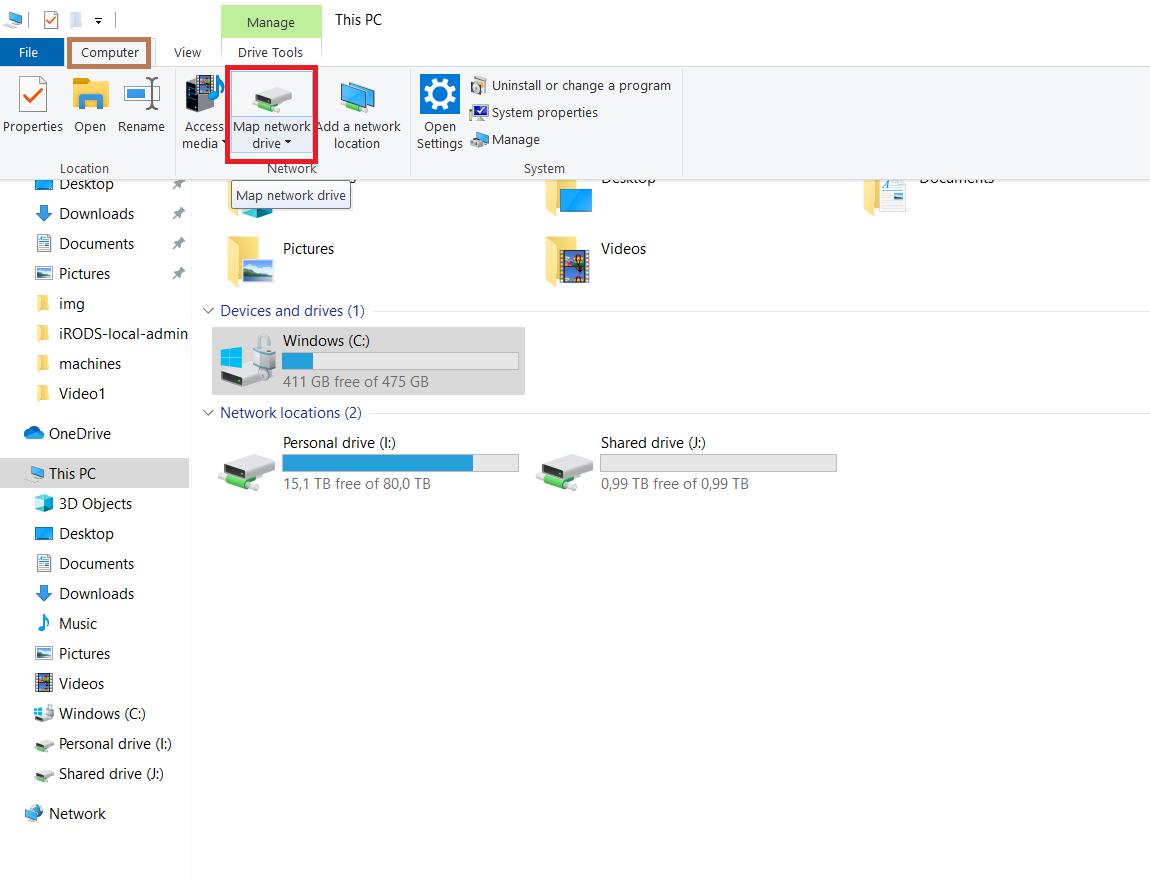 Manage
This PC
File
Computer
View
Drive Tools
Properties
Open
Rename
Access
media
Map network
drive
Add a network
location
Open
Settings
Uninstall or change a program
System properties
Manage
Location
Network
System
Map network drive
Desktop
Downloads
Documents
Pictures
img
iRODS-local-admin
machines
Video1
OneDrive
This PC
3D Objects
Desktop
Documents
Downloads
Music
Pictures
Videos
Windows (C:)
Personal drive (I:)
Shared drive (J:)
Network
Desktop
Documents
Pictures
Videos
Devices and drives (1)
Windows (C:)
411 GB free of 475 GB
Network locations (2)
Personal drive (I:)
15,1 TB free of 80,0 TB
Shared drive (J:)
0,99 TB free of 0,99 TB